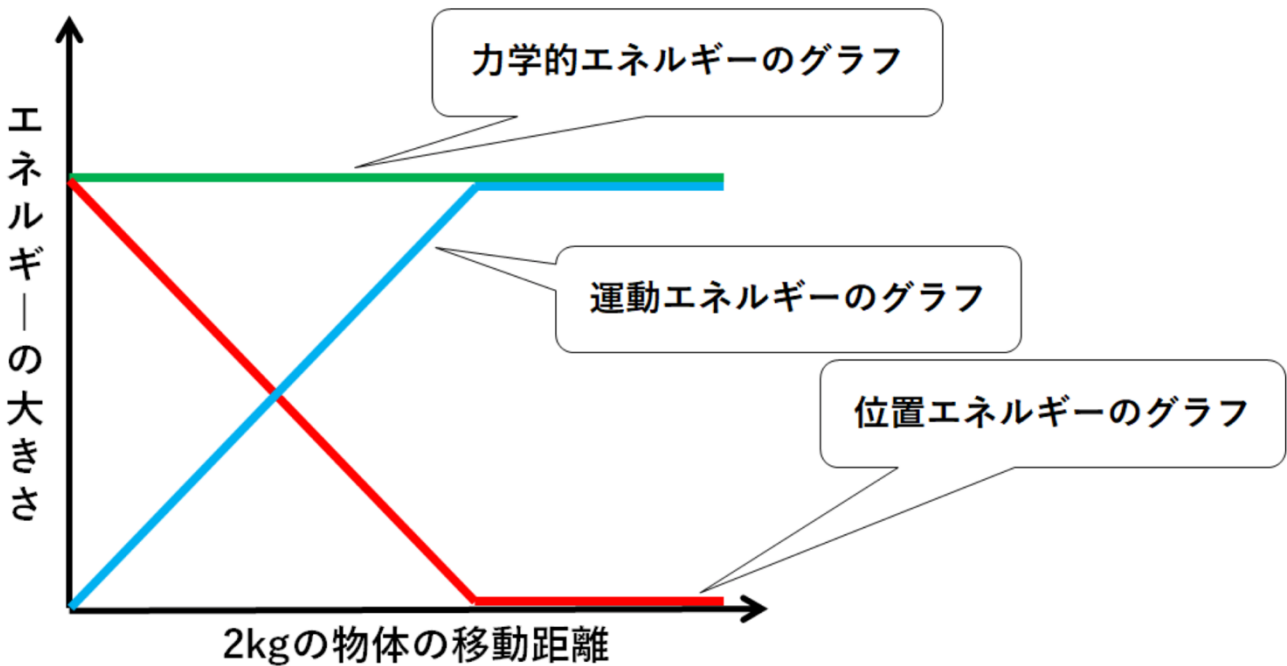 力学的エネルギーのグラフ
エネルギーの大きさ
運動エネルギーのグラフ
位置エネルギーのグラフ
2kgの物体の移動距離